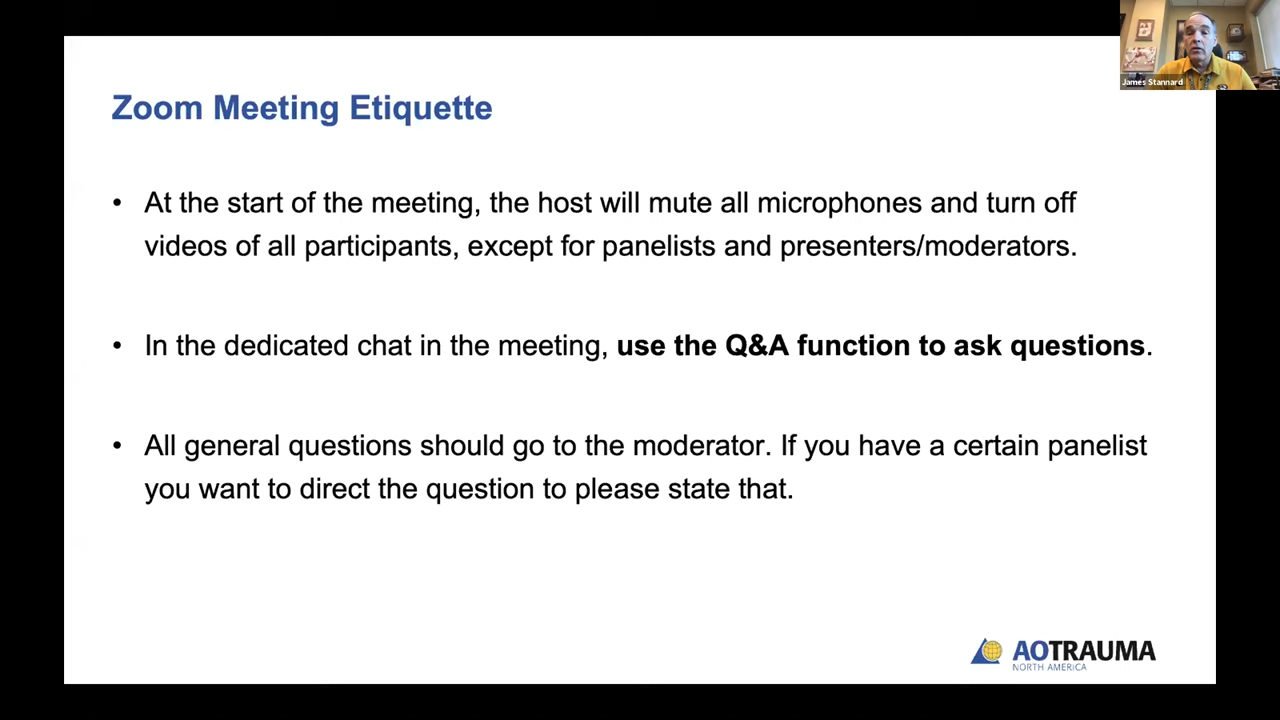 James Stannard
Zoom Meeting Etiquette
• At the start of the meeting, the host will mute all microphones and turn off
videos of all participants, except for panelists and presenters/moderators.
• In the dedicated chat in the meeting, use the Q&A function to ask questions.
• All general questions should go to the moderator. If you have a certain panelist
you want to direct the question to please state that.
AOTRAUMA
NORTH AMERICA